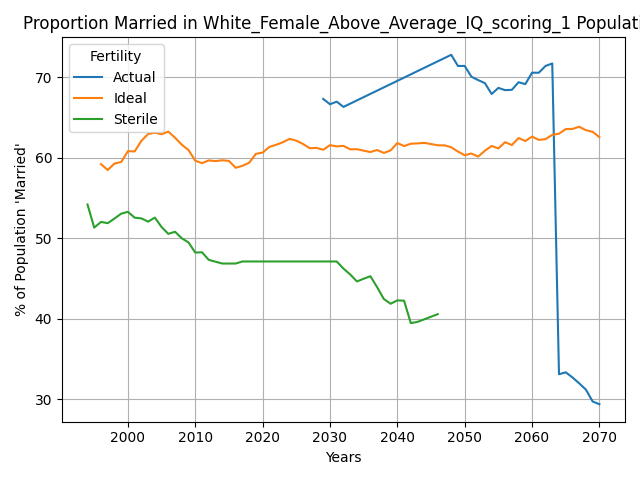 Proportion Married in White_Female_Above_Average_IQ_scoring_1 Populati
Fertility
Actual
Ideal
Sterile
% of Population 'Married'
70
60
50
40
30
2000 2010 2020 2030 2040 2050 2060 2070
Years